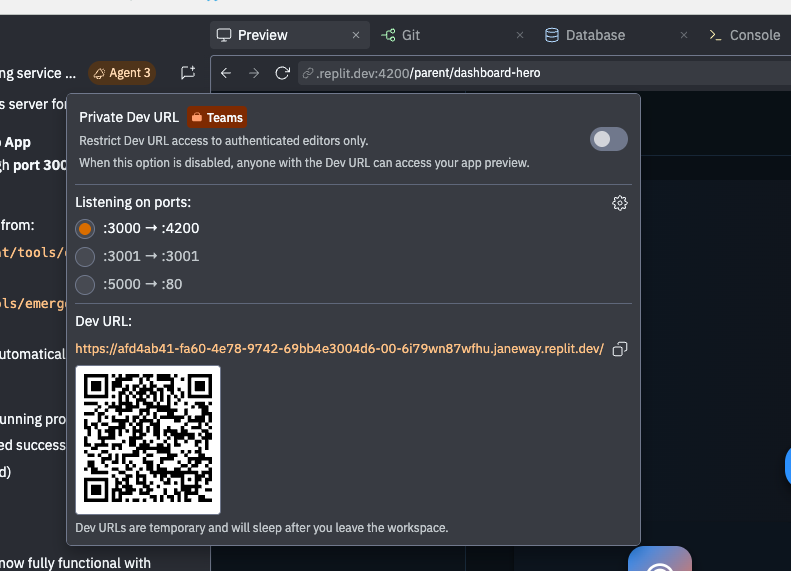 Preview
Git
Database
Console
ng service ...
Agent 3
.replit.dev:4200/parent/dashboard-hero
s server for
Private Dev URL Teams
Restrict Dev URL access to authenticated editors only.
App
When this option is disabled, anyone with the Dev URL can access your app preview.
gh port 300
Listening on ports:
from:
:3000 → :4200
nt/tools/
:3001 → :3001
:5000 → :80
ols/emerg
Dev URL:
https://afd4ab41-fa60-4e78-9742-69bb4e3004d6-00-6i79wn87wfhu.janeway.replit.dev/
utomatical
unning pro
ed success
d)
Dev URLs are temporary and will sleep after you leave the workspace.
now fully functional with